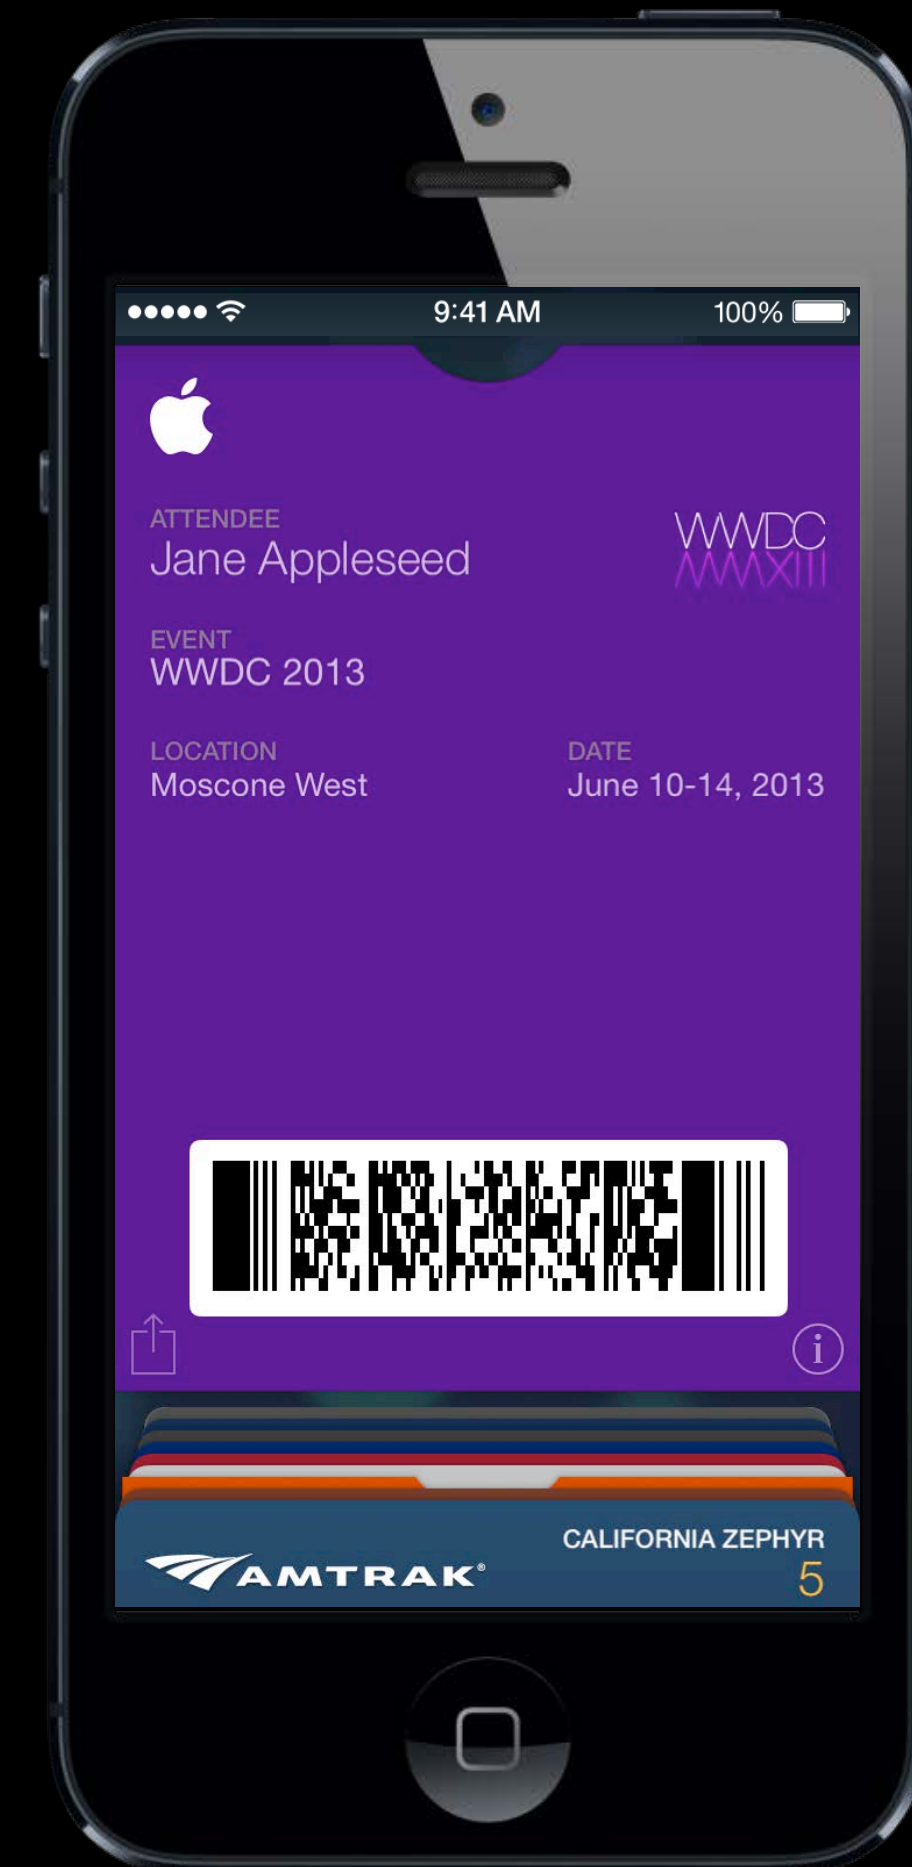 9:41 AM
100%
ATTENDEE
Jane Appleseed
WWDC
MMXIII
EVENT
WWDC 2013
LOCATION
Moscone West
DATE
June 10-14, 2013
i
AMTRAK®
CALIFORNIA ZEPHYR
5